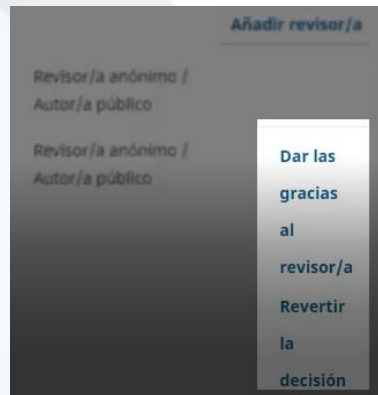 Añadir revisor/a
Revisor/a anónimo /
Autor/a público
Revisor/a anónimo /
Autor/a público
Dar las
gracias
al
revisor/a
Revertir
la
decisión